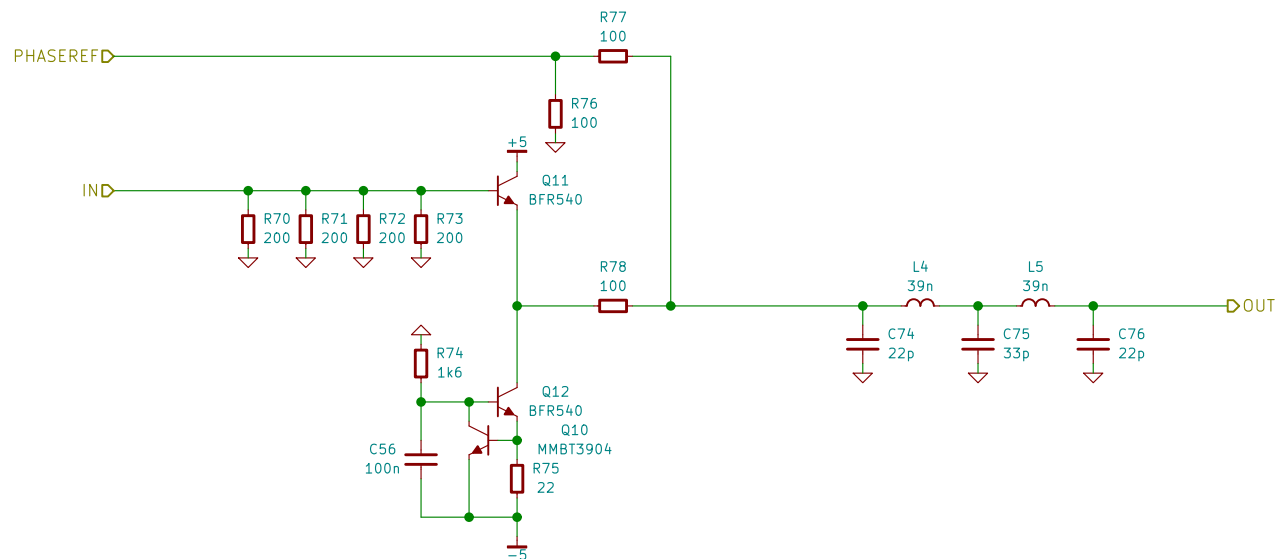 R77
100
PHASEREF
R76
100
+5
IN
Q11
BFR540
R70
200
R71
200
R72
200
R73
200
R78
100
L4
39n
L5
39n
OUT
C74
22p
C75
33p
C76
22p
R74
1k6
Q12
BFR540
Q10
MMBT3904
C56
100n
R75
22
-5